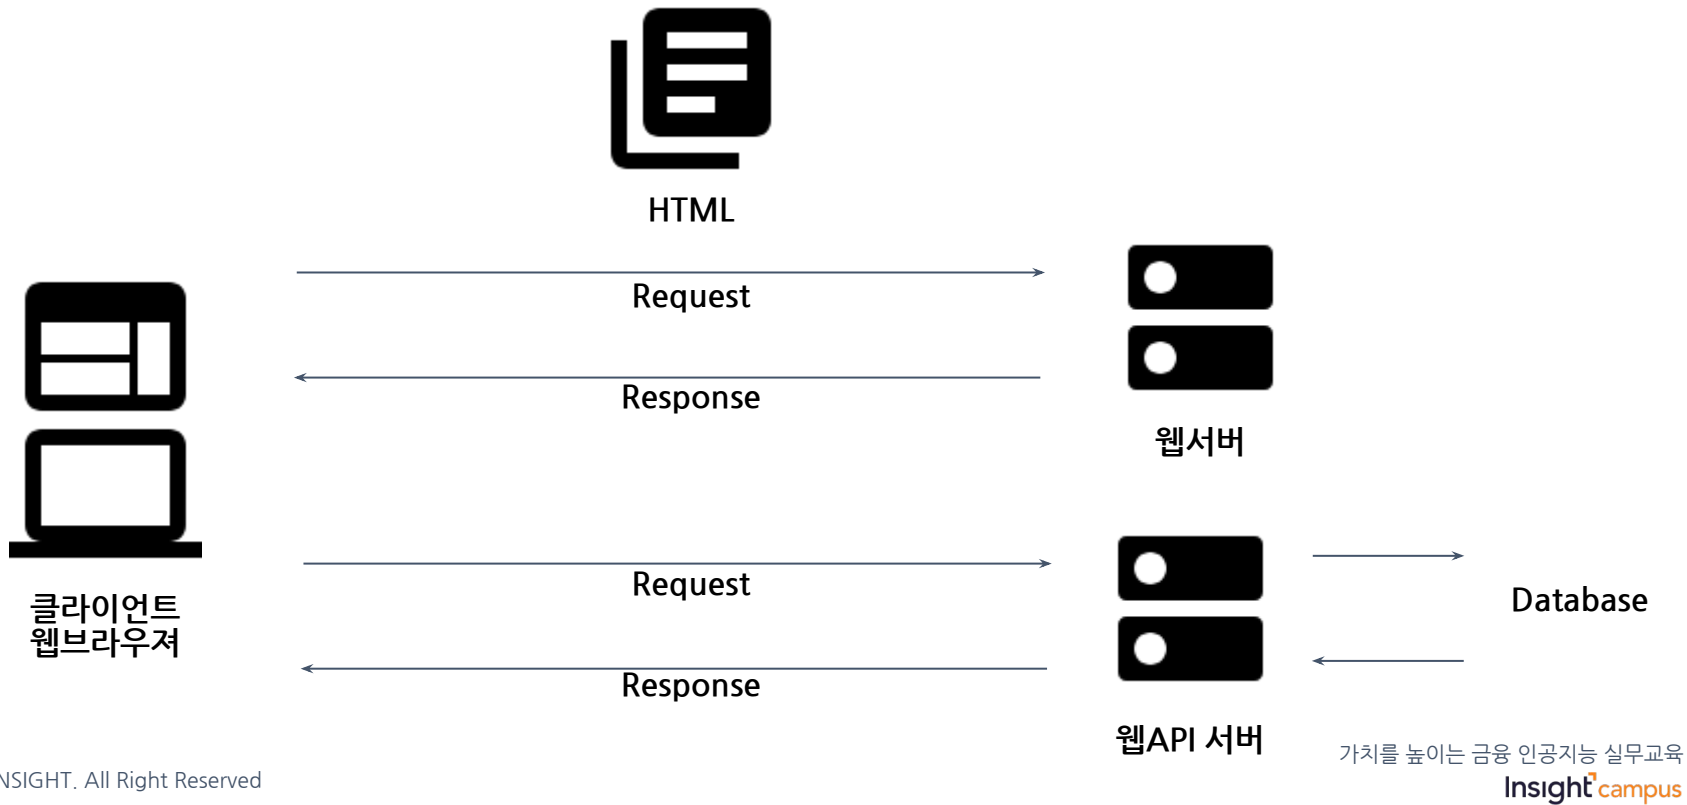 HTML
Request
Response
웹서버
클라이언트
웹브라우져
Request
Response
웹API 서버
Database
NSIGHT. All Right Reserved
가치를 높이는 금융 인공지능 실무교육
Insight campus